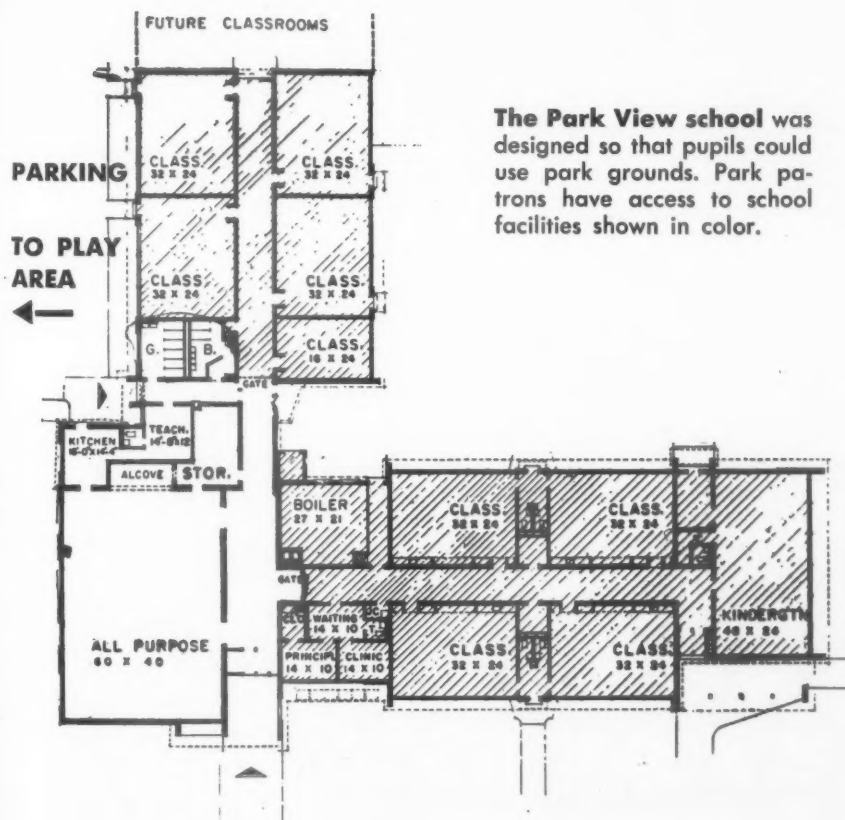 FUTURE CLASSROOMS
The Park View school was
designed so that pupils could
use park grounds. Park pa-
trons have access to school
facilities shown in color.
PARKING
TO PLAY
AREA
CLASS.
32 X 24
CLASS.
32 X 24
CLASS.
32 X 24
CLASS.
32 X 24
G.
B.
CLASS.
16 X 24
GATE
KITCHEN
TEACH.
ALCOVE
STOR.
BOILER
27 X 21
CLASS.
32 X 24
CLASS.
32 X 24
GATE
CLO
WAITING
14 X 10
PRINCIPL
14 X 10
CLINIC
14 X 10
ALL PURPOSE
60 X 40
CLASS.
32 X 24
CLASS.
32 X 24
KINDERGTN.
48 X 24